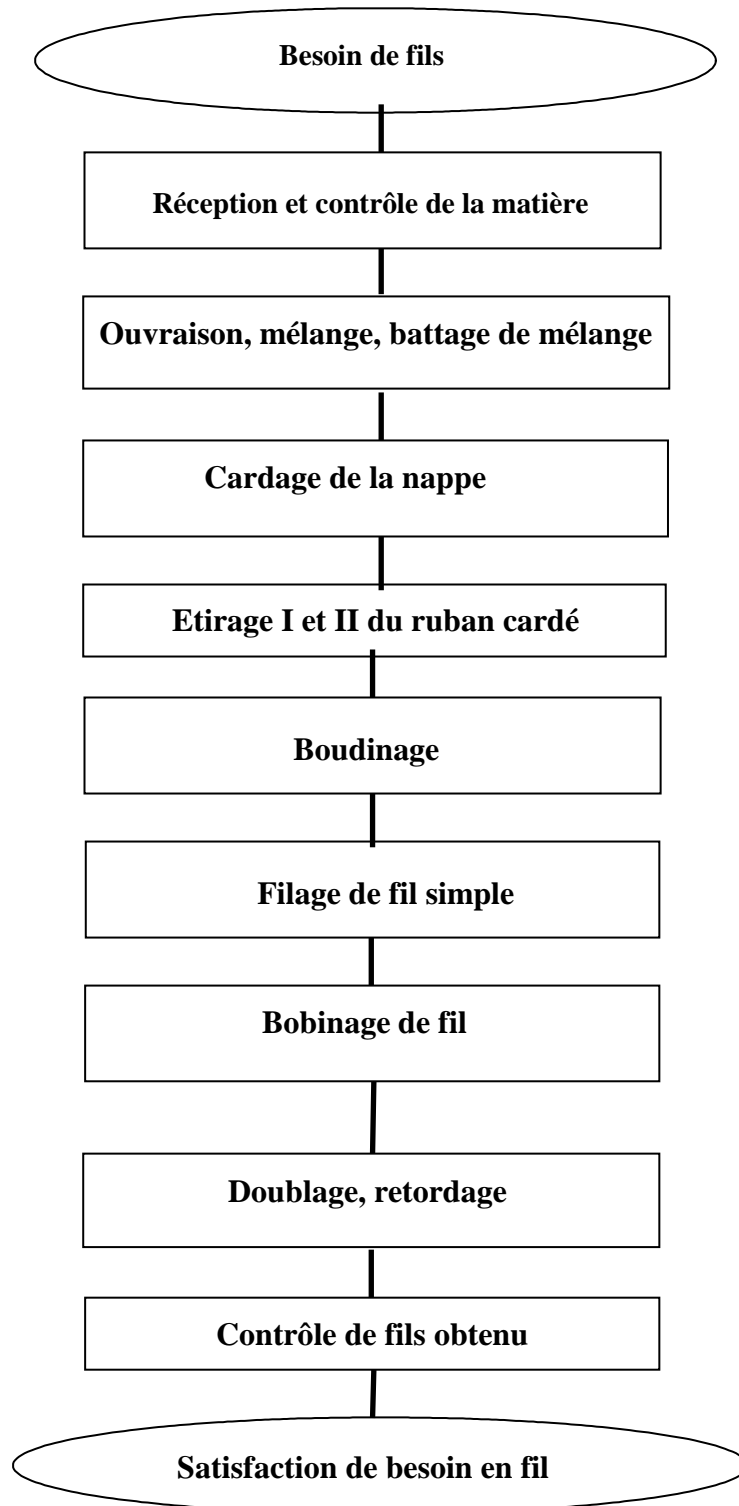 Besoin de fils
Réception et contrôle de la matière
Ouvraison, mélange, battage de mélange
Cardage de la nappe
Etirage I et II du ruban cardé
Boudinage
Filage de fil simple
Bobinage de fil
Doublage, retordage
Contrôle de fils obtenu
Satisfaction de besoin en fil